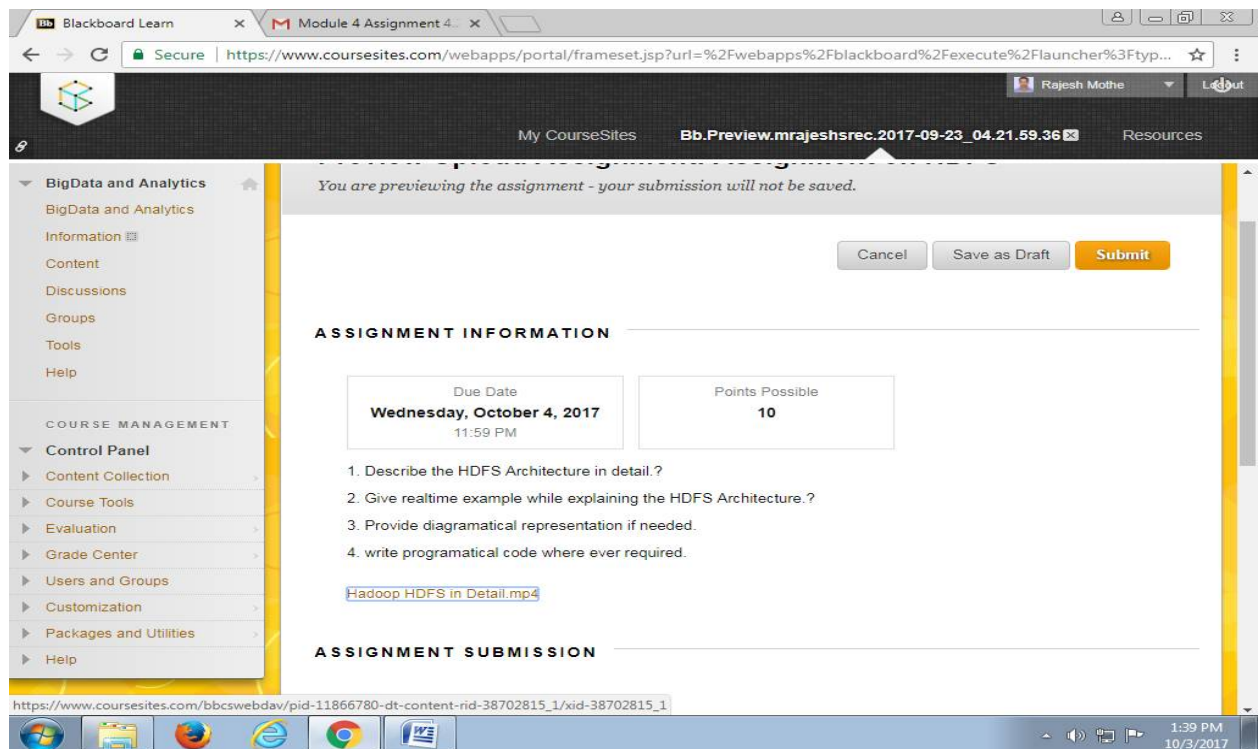 Bb Blackboard Learn
Module 4 Assignment 4
Secure https://www.coursesites.com/webapps/portal/frameset.jsp?url=%2Fwebapps%2Fblackboard%2Fexecute%2Flauncher%3Ftyp...
Rajesh Mothe
My CourseSites Bb.Preview.mrajeshsrec.2017-09-23_04.21.59.36 Resources
BigData and Analytics
BigData and Analytics
Information
Content
Discussions
Groups
Tools
Help
COURSE MANAGEMENT
Control Panel
Content Collection
Course Tools
Evaluation
Grade Center
Users and Groups
Customization
Packages and Utilities
Help
You are previewing the assignment - your submission will not be saved.
Cancel Save as Draft Submit
ASSIGNMENT INFORMATION
Due Date
Wednesday, October 4, 2017
11:59 PM
Points Possible
10
1. Describe the HDFS Architecture in detail.?
2. Give realtime example while explaining the HDFS Architecture.?
3. Provide diagramatical representation if needed.
4. write programatical code where ever required.
Hadoop HDFS in Detail.mp4
ASSIGNMENT SUBMISSION
https://www.coursesites.com/bbcswebdav/pid-11866780-dt-content-rid-38702815_1/xid-38702815_1
1:39 PM
10/3/2017